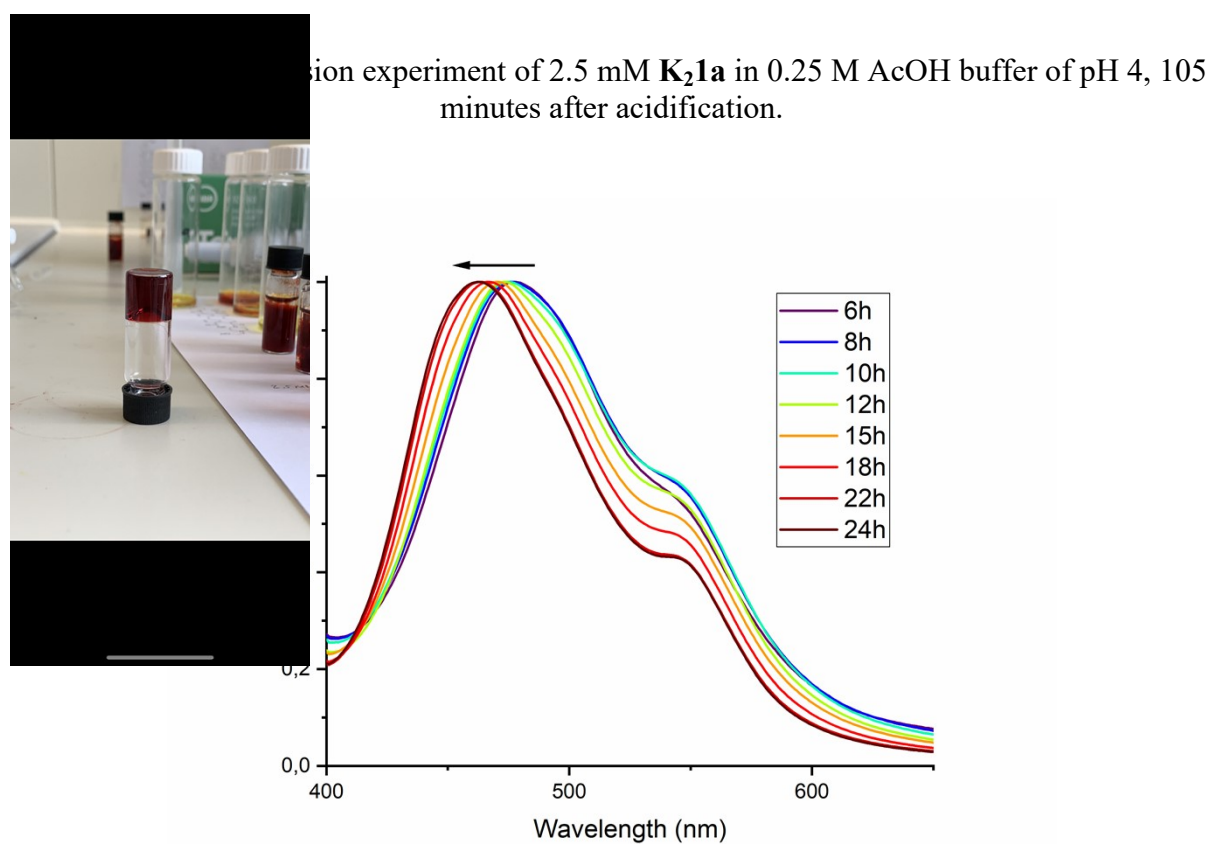 experiment of 2.5 mM K₂1a in 0.25 M AcOH buffer of pH 4, 105
minutes after acidification.
6h
8h
10h
12h
15h
18h
22h
24h
0,2
0,0
400
500
600
Wavelength (nm)